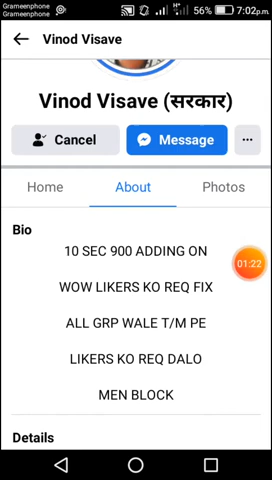 Grameenphone
Grameenphone
56% 7:02p.m.
Vinod Visave
Vinod Visave (सरकार)
Cancel
Message
Home
About
Photos
Bio
10 SEC 900 ADDING ON
01:22
WOW LIKERS KO REQ FIX
ALL GRP WALE T/M PE
LIKERS KO REQ DALO
MEN BLOCK
Details